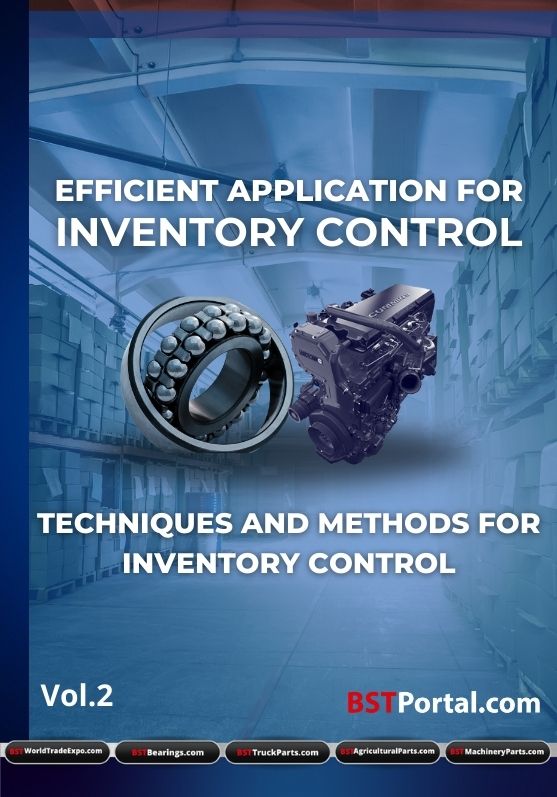 EFFICIENT APPLICATION FOR
INVENTORY CONTROL
CUMMINS
TECHNIQUES AND METHODS FOR
INVENTORY CONTROL
Vol.2
BSTPortal.com
BSTWorldTradeExpo.com
BSTBearings.com
BSTTruckParts.com
BSTAgriculturalParts.com
BSTMachineryParts.com